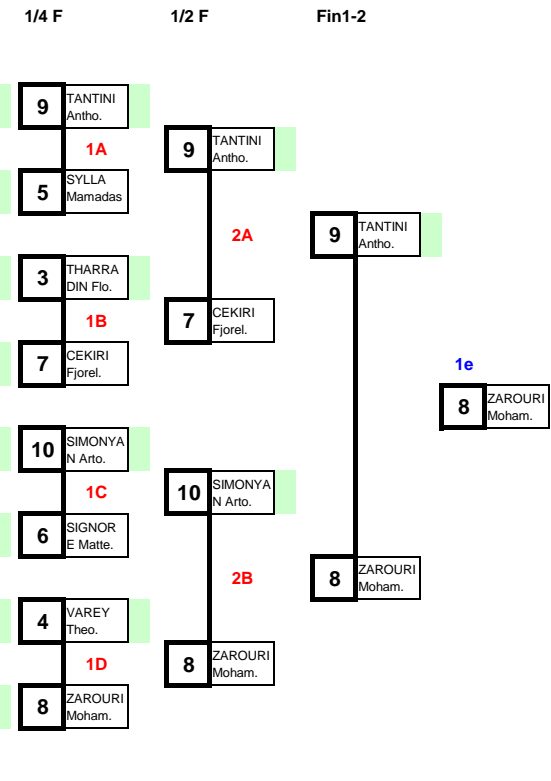 1/4 F
1/2 F
Fin1-2
9
TANTINI
Antho.
1A
5
SYLLA
Mamadas
3
THARRA
DIN Flo.
1B
7
CEKIRI
Fjorel.
10
SIMONYA
N Arto.
1C
6
SIGNOR
E Matte.
4
VAREY
Theo.
1D
8
ZAROURI
Moham.
9
TANTINI
Antho.
2A
7
CEKIRI
Fjorel.
10
SIMONYA
N Arto.
2B
8
ZAROURI
Moham.
9
TANTINI
Antho.
8
ZAROURI
Moham.
1e
8
ZAROURI
Moham.